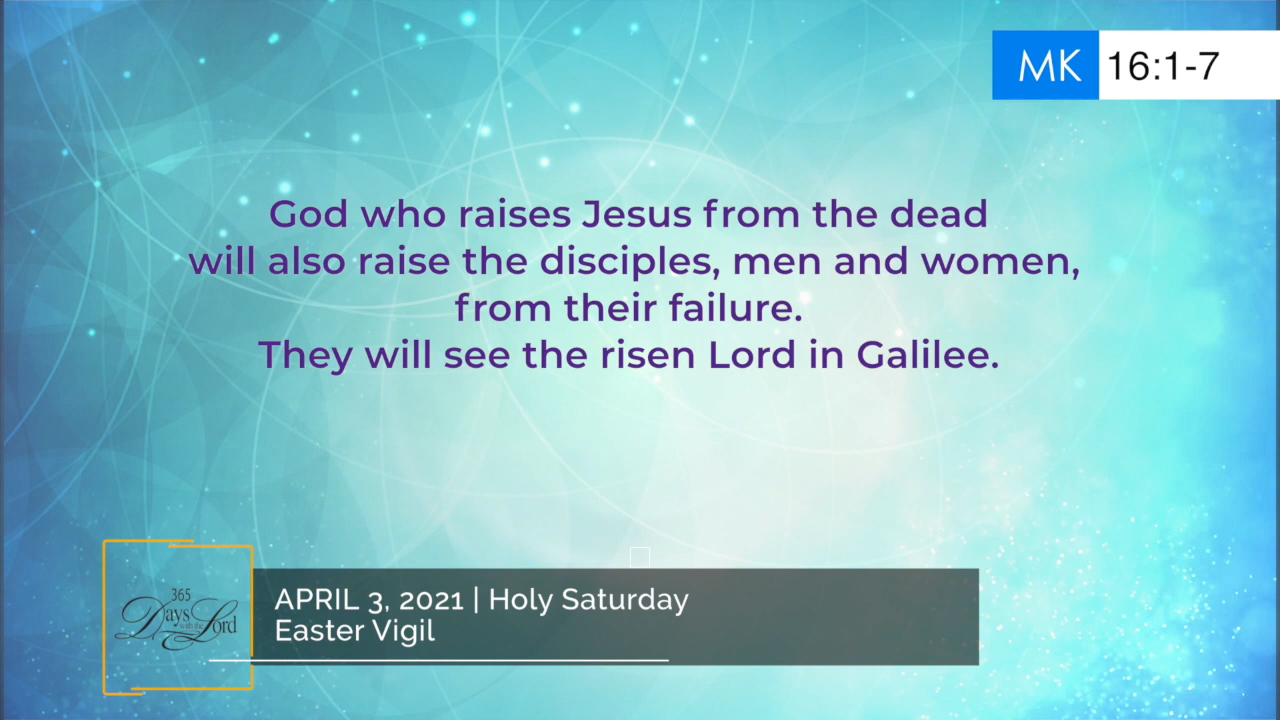 MK 16:1-7
God who raises Jesus from the dead
will also raise the disciples, men and women,
from their failure.
They will see the risen Lord in Galilee.
365
Days with the Lord
APRIL 3, 2021 | Holy Saturday
Easter Vigil